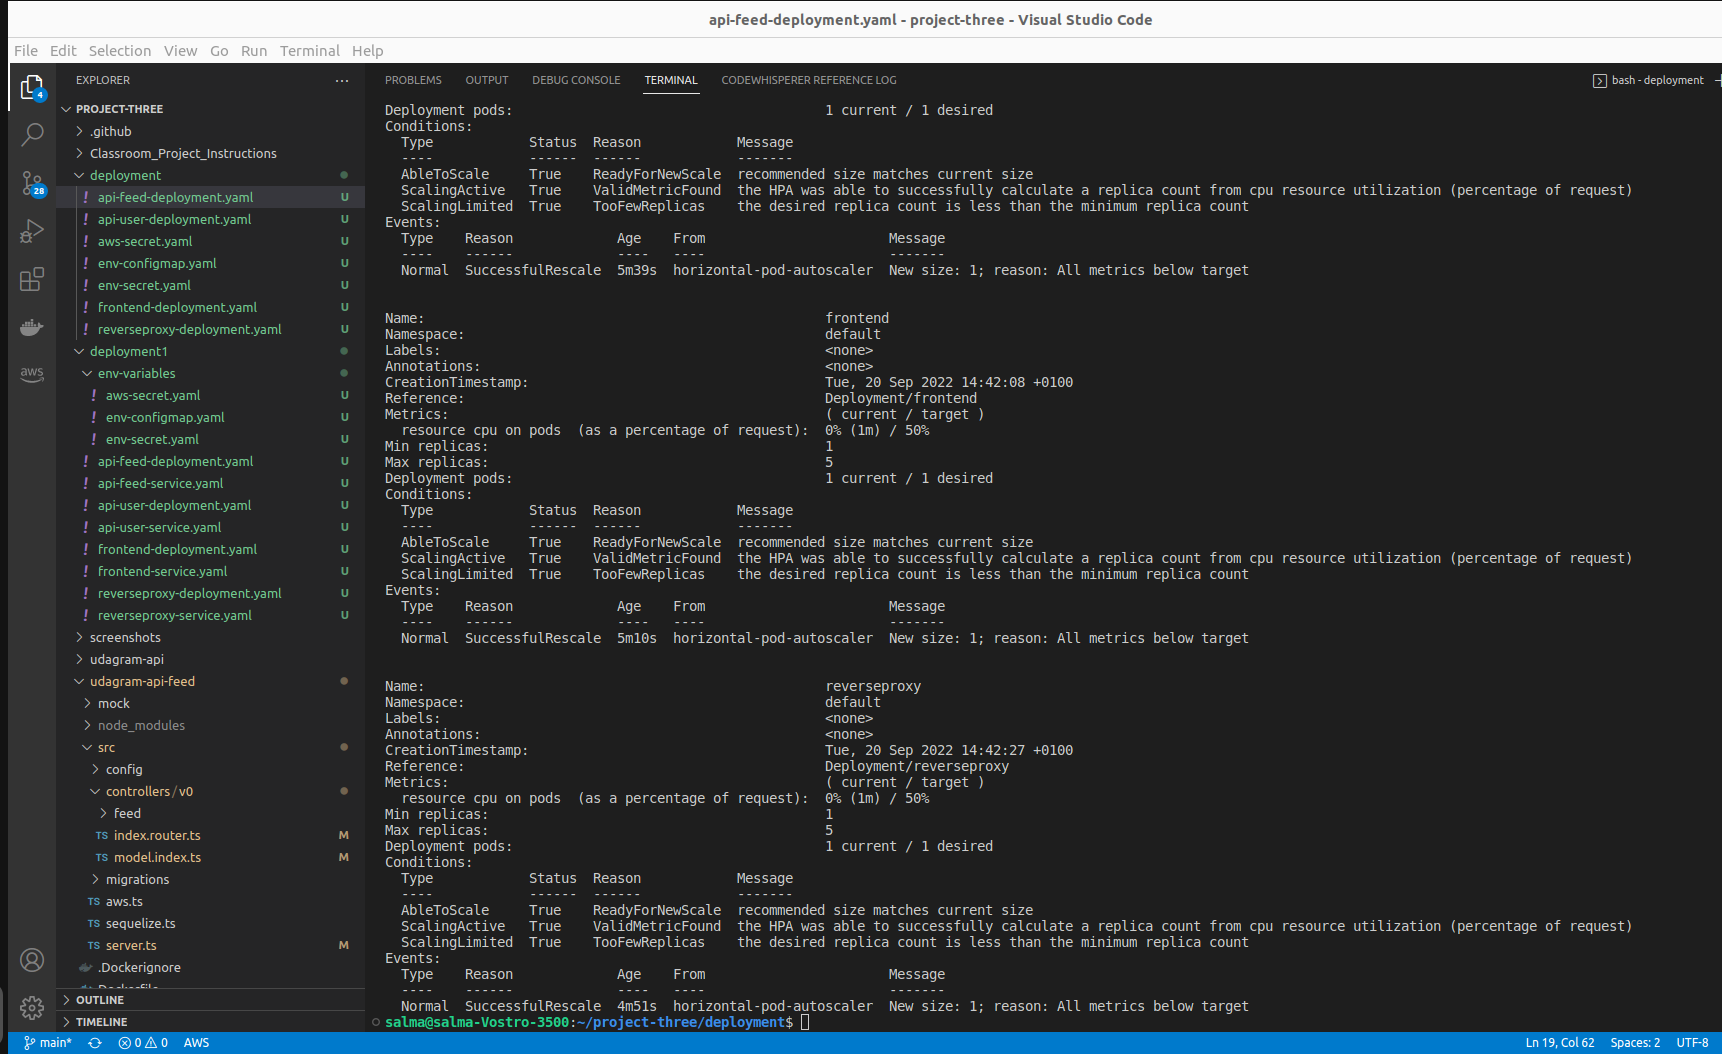 api-feed-deployment.yaml - project-three - Visual Studio Code
File Edit Selection View Go Run Terminal Help
EXPLORER
PROJECT-THREE
.github
Classroom_Project_Instructions
deployment
! api-feed-deployment.yaml U
! api-user-deployment.yaml U
! aws-secret.yaml U
! env-configmap.yaml U
! env-secret.yaml U
! frontend-deployment.yaml U
! reverseproxy-deployment.yaml U
deployment1
env-variables
! aws-secret.yaml U
! env-configmap.yaml U
! env-secret.yaml U
! api-feed-deployment.yaml U
! api-feed-service.yaml U
! api-user-deployment.yaml U
! api-user-service.yaml U
! frontend-deployment.yaml U
! frontend-service.yaml U
! reverseproxy-deployment.yaml U
! reverseproxy-service.yaml U
screenshots
udagram-api
udagram-api-feed
mock
node_modules
src
config
controllers/v0
feed
TS index.router.ts M
TS model.index.ts M
migrations
TS aws.ts
TS sequelize.ts
TS server.ts M
.Dockerignore
OUTLINE
TIMELINE
4
28
aws
PROBLEMS OUTPUT DEBUG CONSOLE TERMINAL CODEWHISPERER REFERENCE LOG bash - deployment
Deployment pods: 1 current / 1 desired
Conditions:
Type Status Reason Message
---- ------ ------ -------
AbleToScale True ReadyForNewScale recommended size matches current size
ScalingActive True ValidMetricFound the HPA was able to successfully calculate a replica count from cpu resource utilization (percentage of request)
ScalingLimited True TooFewReplicas the desired replica count is less than the minimum replica count
Events:
Type Reason Age From Message
---- ------ ---- ---- -------
Normal SuccessfulRescale 5m39s horizontal-pod-autoscaler New size: 1; reason: All metrics below target
Name: frontend
Namespace: default
Labels: <none>
Annotations: <none>
CreationTimestamp: Tue, 20 Sep 2022 14:42:08 +0100
Reference: Deployment/frontend
Metrics: ( current / target )
resource cpu on pods (as a percentage of request): 0% (1m) / 50%
Min replicas: 1
Max replicas: 5
Deployment pods: 1 current / 1 desired
Conditions:
Type Status Reason Message
---- ------ ------ -------
AbleToScale True ReadyForNewScale recommended size matches current size
ScalingActive True ValidMetricFound the HPA was able to successfully calculate a replica count from cpu resource utilization (percentage of request)
ScalingLimited True TooFewReplicas the desired replica count is less than the minimum replica count
Events:
Type Reason Age From Message
---- ------ ---- ---- -------
Normal SuccessfulRescale 5m10s horizontal-pod-autoscaler New size: 1; reason: All metrics below target
Name: reverseproxy
Namespace: default
Labels: <none>
Annotations: <none>
CreationTimestamp: Tue, 20 Sep 2022 14:42:27 +0100
Reference: Deployment/reverseproxy
Metrics: ( current / target )
resource cpu on pods (as a percentage of request): 0% (1m) / 50%
Min replicas: 1
Max replicas: 5
Deployment pods: 1 current / 1 desired
Conditions:
Type Status Reason Message
---- ------ ------ -------
AbleToScale True ReadyForNewScale recommended size matches current size
ScalingActive True ValidMetricFound the HPA was able to successfully calculate a replica count from cpu resource utilization (percentage of request)
ScalingLimited True TooFewReplicas the desired replica count is less than the minimum replica count
Events:
Type Reason Age From Message
---- ------ ---- ---- -------
Normal SuccessfulRescale 4m51s horizontal-pod-autoscaler New size: 1; reason: All metrics below target
salma@salma-Vostro-3500:~/project-three/deployment$
main* 0 0 AWS Ln 19, Col 62 Spaces: 2 UTF-8